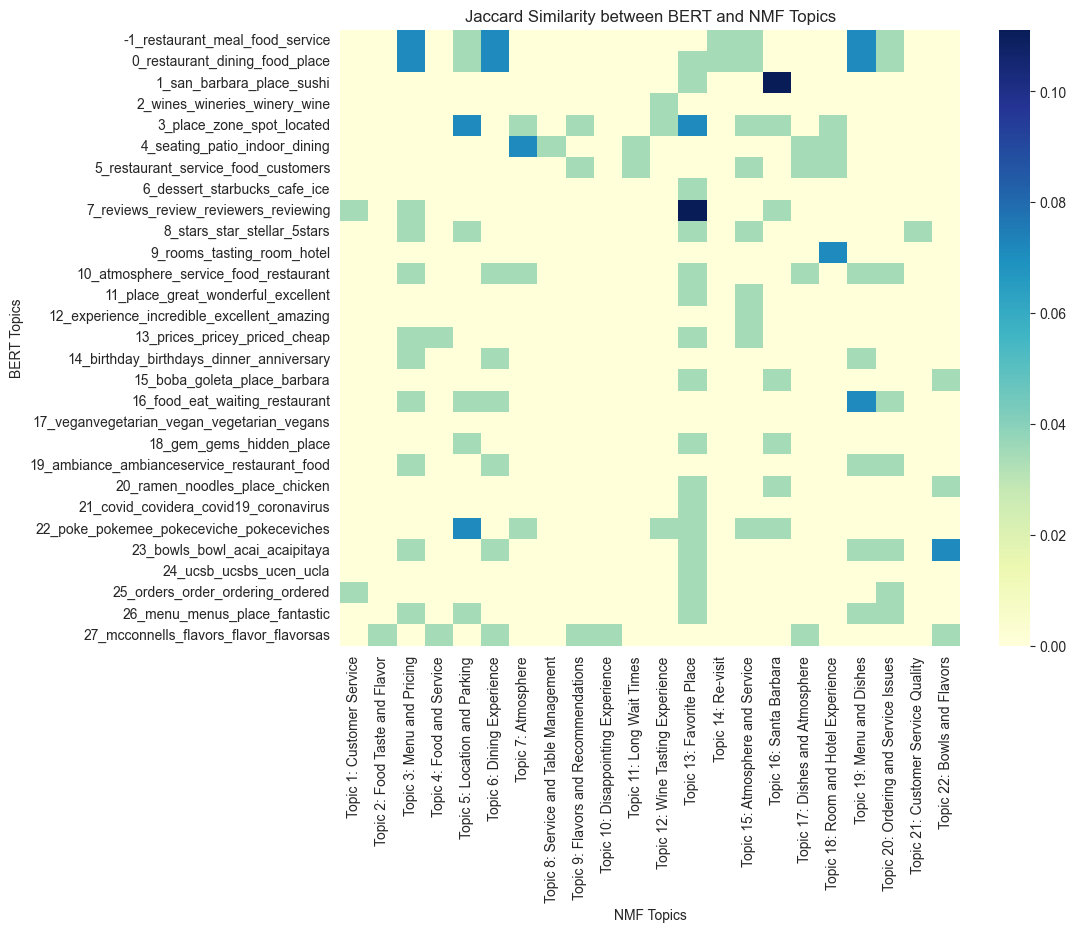 Jaccard Similarity between BERT and NMF Topics
BERT Topics
-1_restaurant_meal_food_service
0_restaurant_dining_food_place
1_san_barbara_place_sushi
2_wines_wineries_winery_wine
3_place_zone_spot_located
4_seating_patio_indoor_dining
5_restaurant_service_food_customers
6_dessert_starbucks_cafe_ice
7_reviews_review_reviewers_reviewing
8_stars_star_stellar_5stars
9_rooms_tasting_room_hotel
10_atmosphere_service_food_restaurant
11_place_great_wonderful_excellent
12_experience_incredible_excellent_amazing
13_prices_pricey_priced_cheap
14_birthday_birthdays_dinner_anniversary
15_boba_goleta_place_barbara
16_food_eat_waiting_restaurant
17_veganvegetarian_vegan_vegetarian_vegans
18_gem_gems_hidden_place
19_ambiance_ambianceservice_restaurant_food
20_ramen_noodles_place_chicken
21_covid_covidera_covid19_coronavirus
22_poke_pokemee_pokeceviche_pokeceviches
23_bowls_bowl_acai_acaipitaya
24_ucsb_ucsbs_ucen_ucla
25_orders_order_ordering_ordered
26_menu_menus_place_fantastic
27_mcconnells_flavors_flavor_flavorsas
Topic 1: Customer Service
Topic 2: Food Taste and Flavor
Topic 3: Menu and Pricing
Topic 4: Food and Service
Topic 5: Location and Parking
Topic 6: Dining Experience
Topic 7: Atmosphere
Topic 8: Service and Table Management
Topic 9: Flavors and Recommendations
Topic 10: Disappointing Experience
Topic 11: Long Wait Times
Topic 12: Wine Tasting Experience
Topic 13: Favorite Place
Topic 14: Re-visit
Topic 15: Atmosphere and Service
Topic 16: Santa Barbara
Topic 17: Dishes and Atmosphere
Topic 18: Room and Hotel Experience
Topic 19: Menu and Dishes
Topic 20: Ordering and Service Issues
Topic 21: Customer Service Quality
Topic 22: Bowls and Flavors
NMF Topics
0.10
0.08
0.06
0.04
0.02
0.00